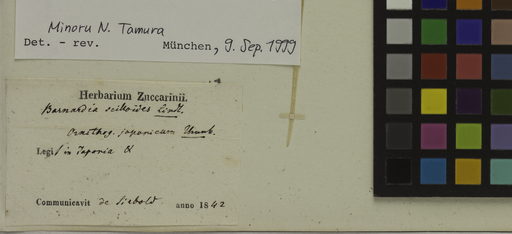 Minoru N. Tamura
Det. - rev. München, 9. Sep. 1999
Herbarium Zuccarinii.
Barnardia scilloides Lindl.
Ornithog. japonicum Thunb.
Legit in Japonia
Communicavit de Siebold. anno 1842